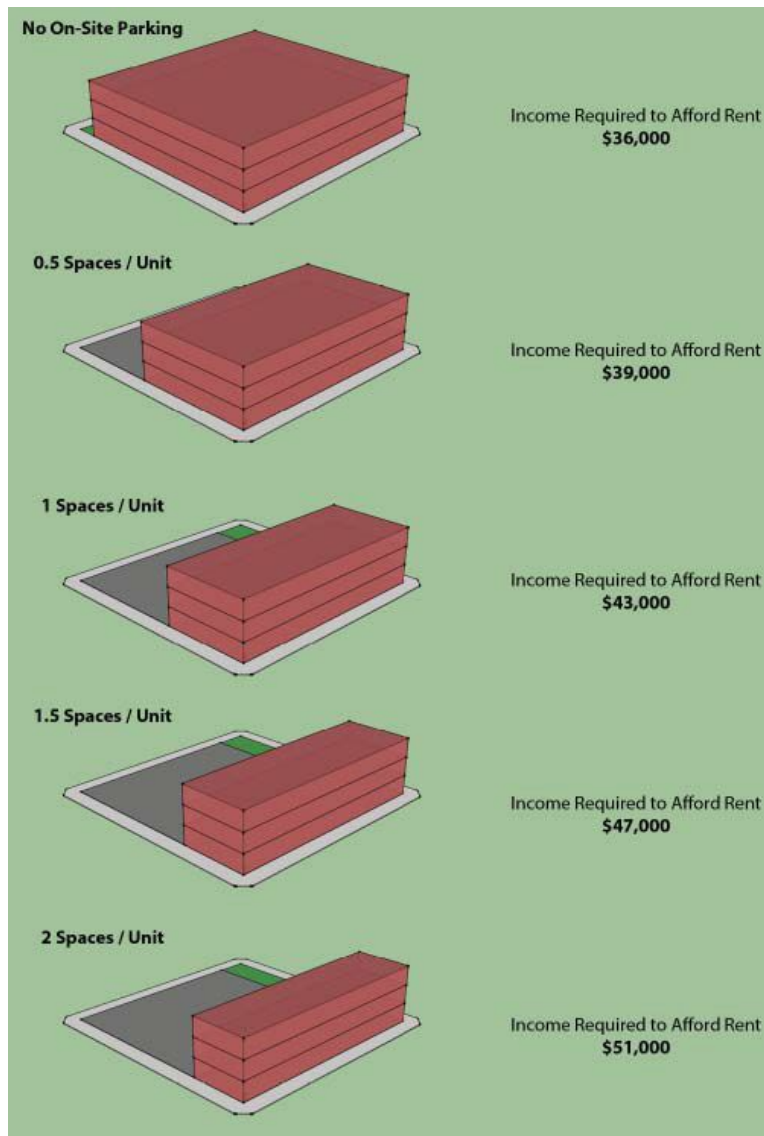 No On-Site Parking
Income Required to Afford Rent
$36,000
0.5 Spaces / Unit
Income Required to Afford Rent
$39,000
1 Spaces / Unit
Income Required to Afford Rent
$43,000
1.5 Spaces / Unit
Income Required to Afford Rent
$47,000
2 Spaces / Unit
Income Required to Afford Rent
$51,000